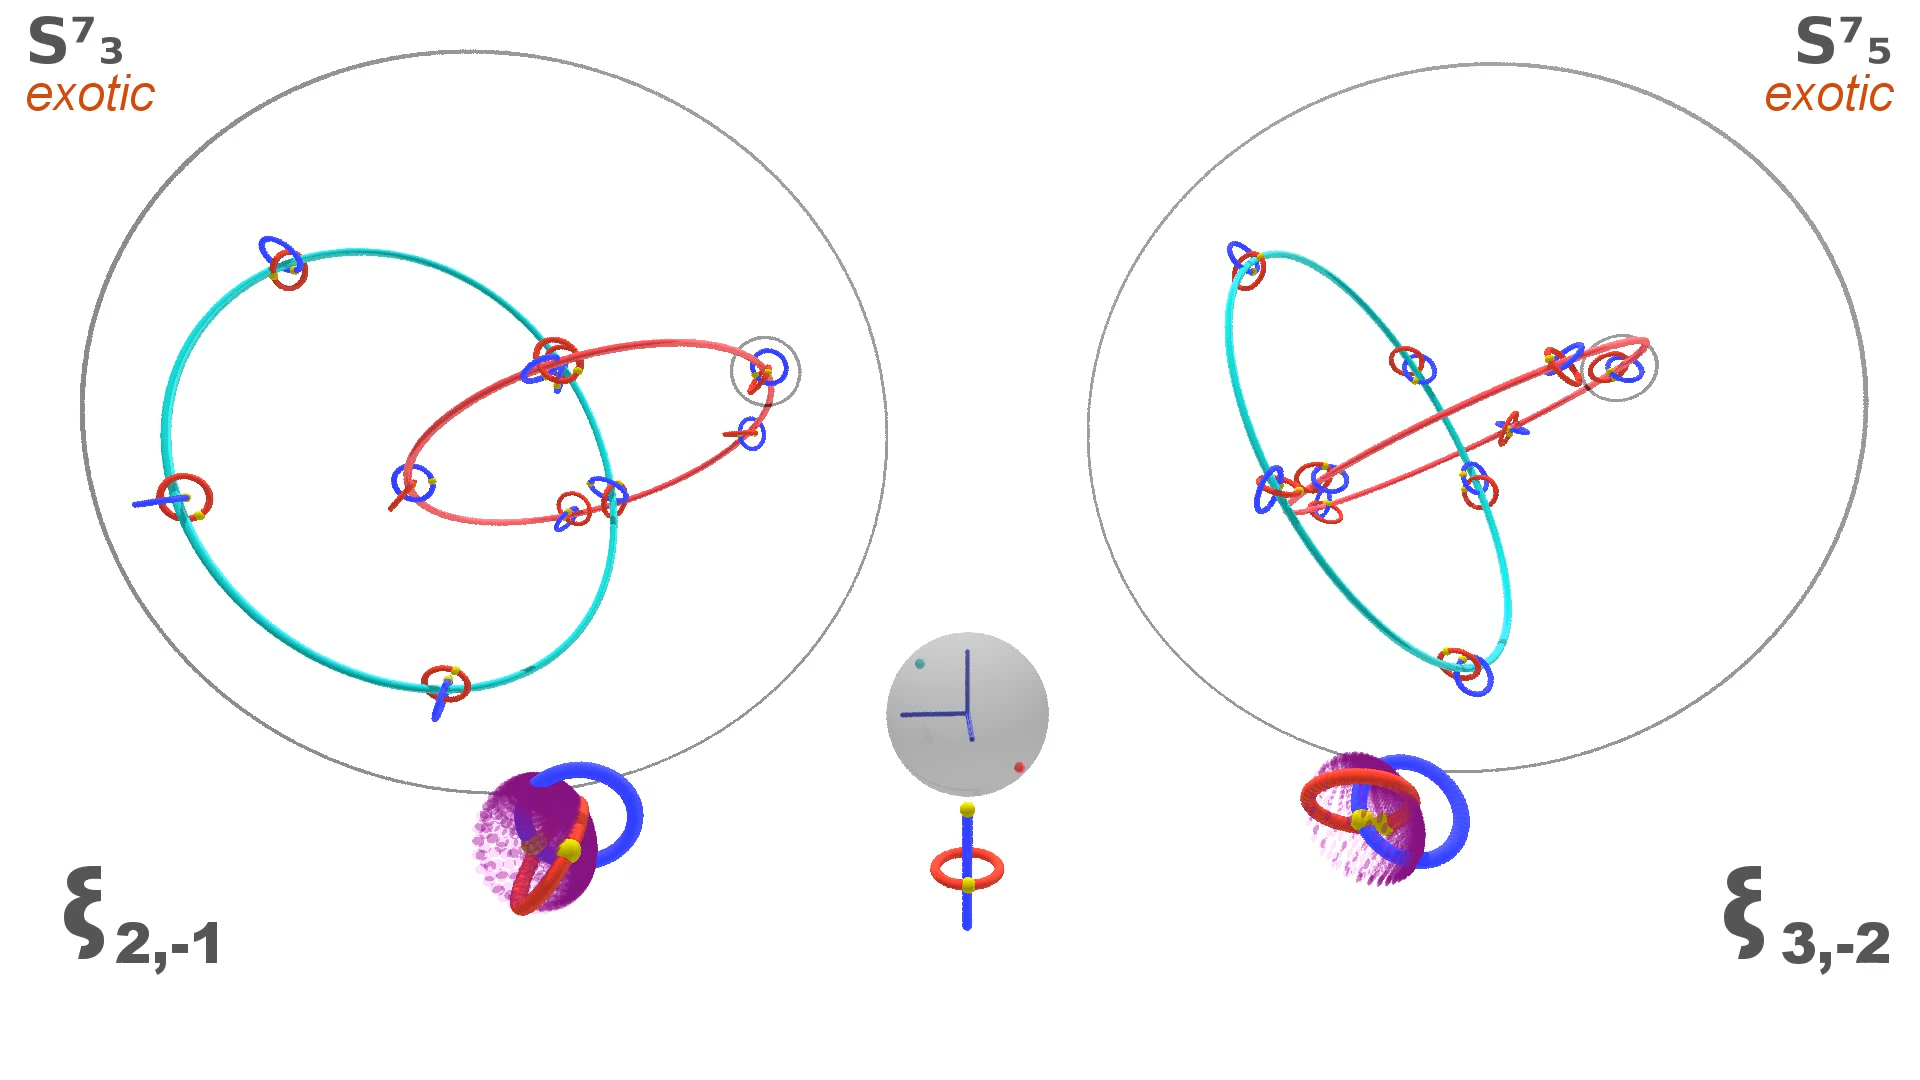 S⁷₃
exotic
S⁷₅
exotic
ξ₂,₋₁
ξ₃,₋₂